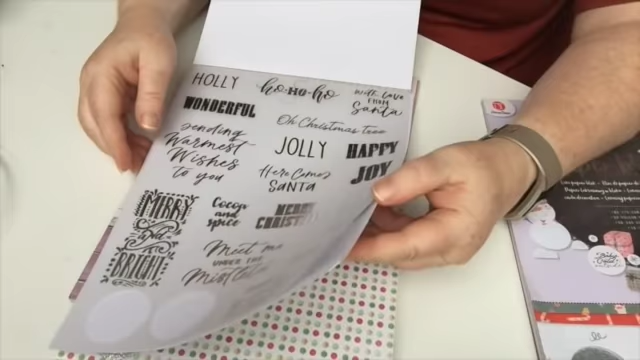 HOLLY
ho-ho-ho
with love
FROM
Santa
WONDERFUL
Oh Christmas tree
Sending
Warmest
Wishes
to you
JOLLY
HAPPY
JOY
Here Comes
SANTA
MERRY
and
BRIGHT
Cocoa
and
spice
MERRY
CHRISTMAS
Meet me
UNDER THE
Mistletoe